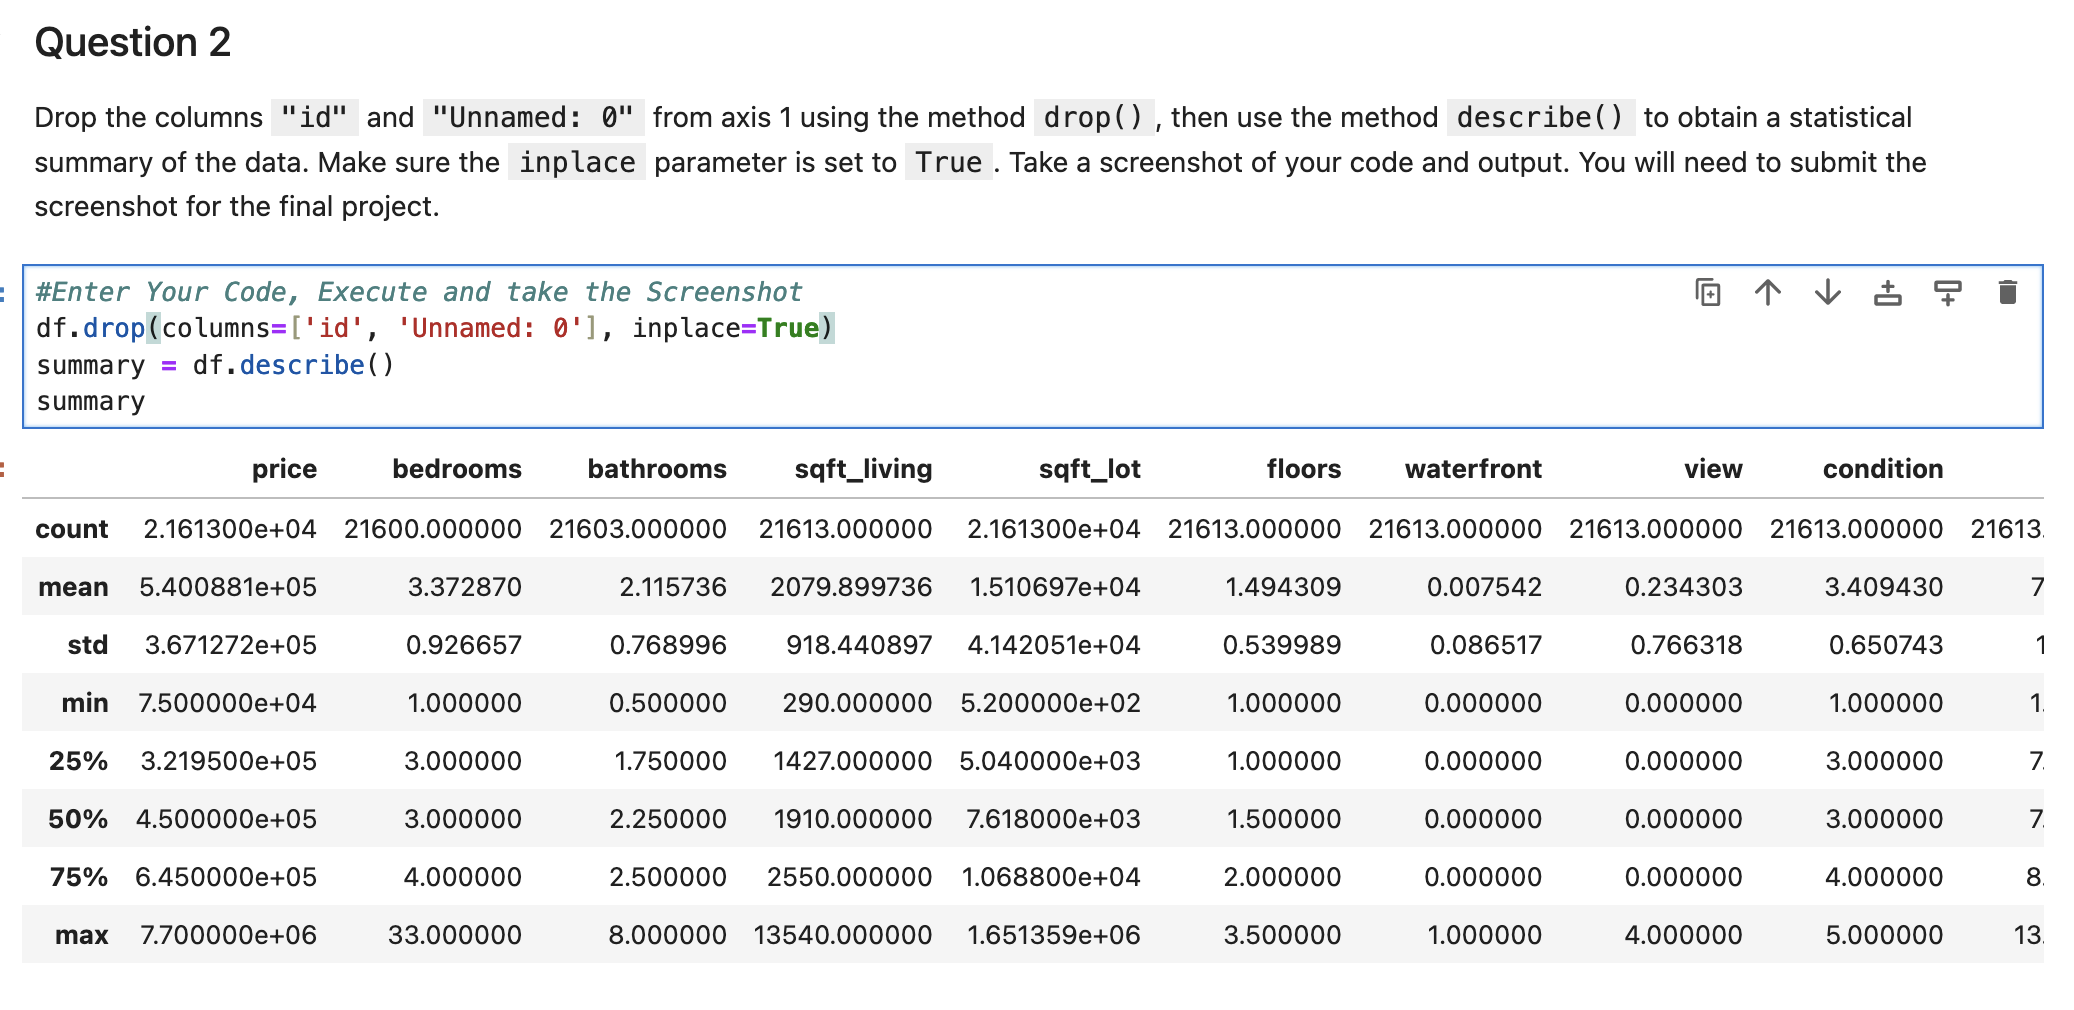 Question 2
Drop the columns "id" and "Unnamed: 0" from axis 1 using the method drop() , then use the method describe() to obtain a statistical
summary of the data. Make sure the inplace parameter is set to True . Take a screenshot of your code and output. You will need to submit the
screenshot for the final project.
#Enter Your Code, Execute and take the Screenshot
df.drop(columns=['id', 'Unnamed: 0'], inplace=True)
summary = df.describe()
summary
price bedrooms bathrooms sqft_living sqft_lot floors waterfront view condition
count 2.161300e+04 21600.000000 21603.000000 21613.000000 2.161300e+04 21613.000000 21613.000000 21613.000000 21613.000000 21613.
mean 5.400881e+05 3.372870 2.115736 2079.899736 1.510697e+04 1.494309 0.007542 0.234303 3.409430 7
std 3.671272e+05 0.926657 0.768996 918.440897 4.142051e+04 0.539989 0.086517 0.766318 0.650743 1
min 7.500000e+04 1.000000 0.500000 290.000000 5.200000e+02 1.000000 0.000000 0.000000 1.000000 1.
25% 3.219500e+05 3.000000 1.750000 1427.000000 5.040000e+03 1.000000 0.000000 0.000000 3.000000 7.
50% 4.500000e+05 3.000000 2.250000 1910.000000 7.618000e+03 1.500000 0.000000 0.000000 3.000000 7.
75% 6.450000e+05 4.000000 2.500000 2550.000000 1.068800e+04 2.000000 0.000000 0.000000 4.000000 8.
max 7.700000e+06 33.000000 8.000000 13540.000000 1.651359e+06 3.500000 1.000000 4.000000 5.000000 13.